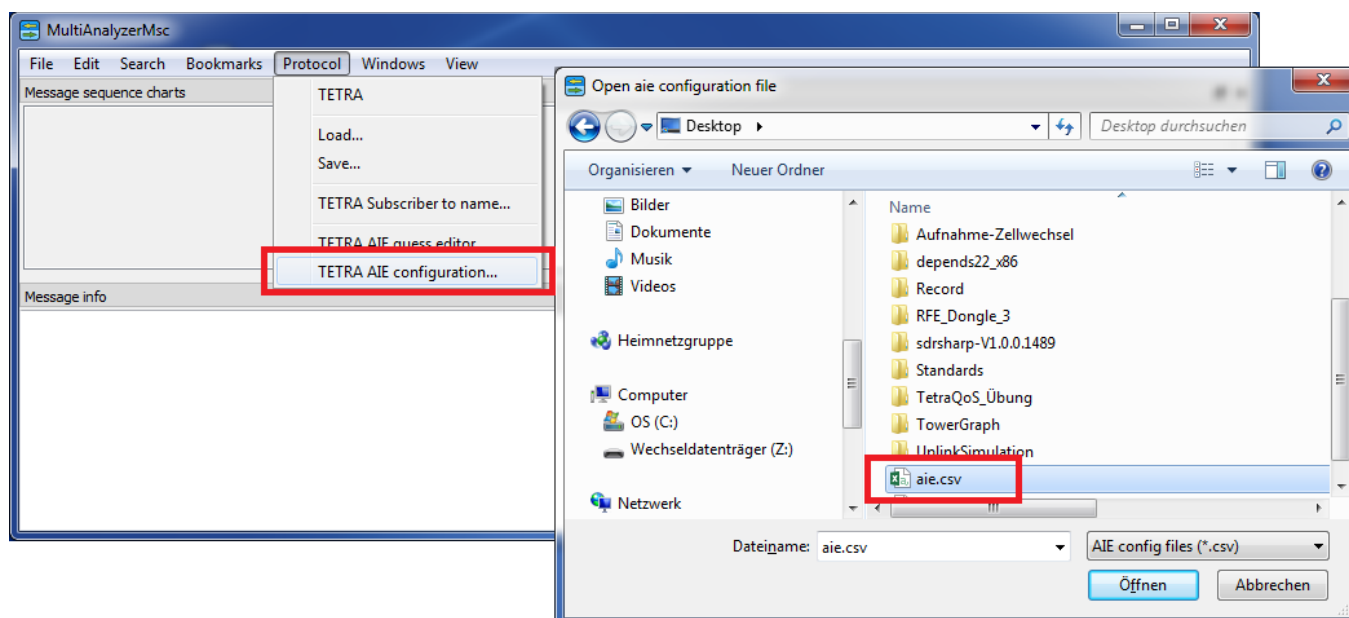 MultiAnalyzerMsc
File Edit Search Bookmarks Protocol Windows View
Message sequence charts
TETRA
Load...
Save...
TETRA Subscriber to name...
TETRA AIE guess editor
TETRA AIE configuration...
Message info
Open aie configuration file
Desktop
Desktop durchsuchen
Organisieren Neuer Ordner
Bilder
Dokumente
Musik
Videos
Heimnetzgruppe
Computer
OS (C:)
Wechseldatenträger (Z:)
Netzwerk
Name
Aufnahme-Zellwechsel
depends22_x86
Record
RFE_Dongle_3
sdrsharp-V1.0.0.1489
Standards
TetraQoS_Übung
TowerGraph
UplinkSimulation
aie.csv
Dateiname: aie.csv
AIE config files (*.csv)
Öffnen Abbrechen